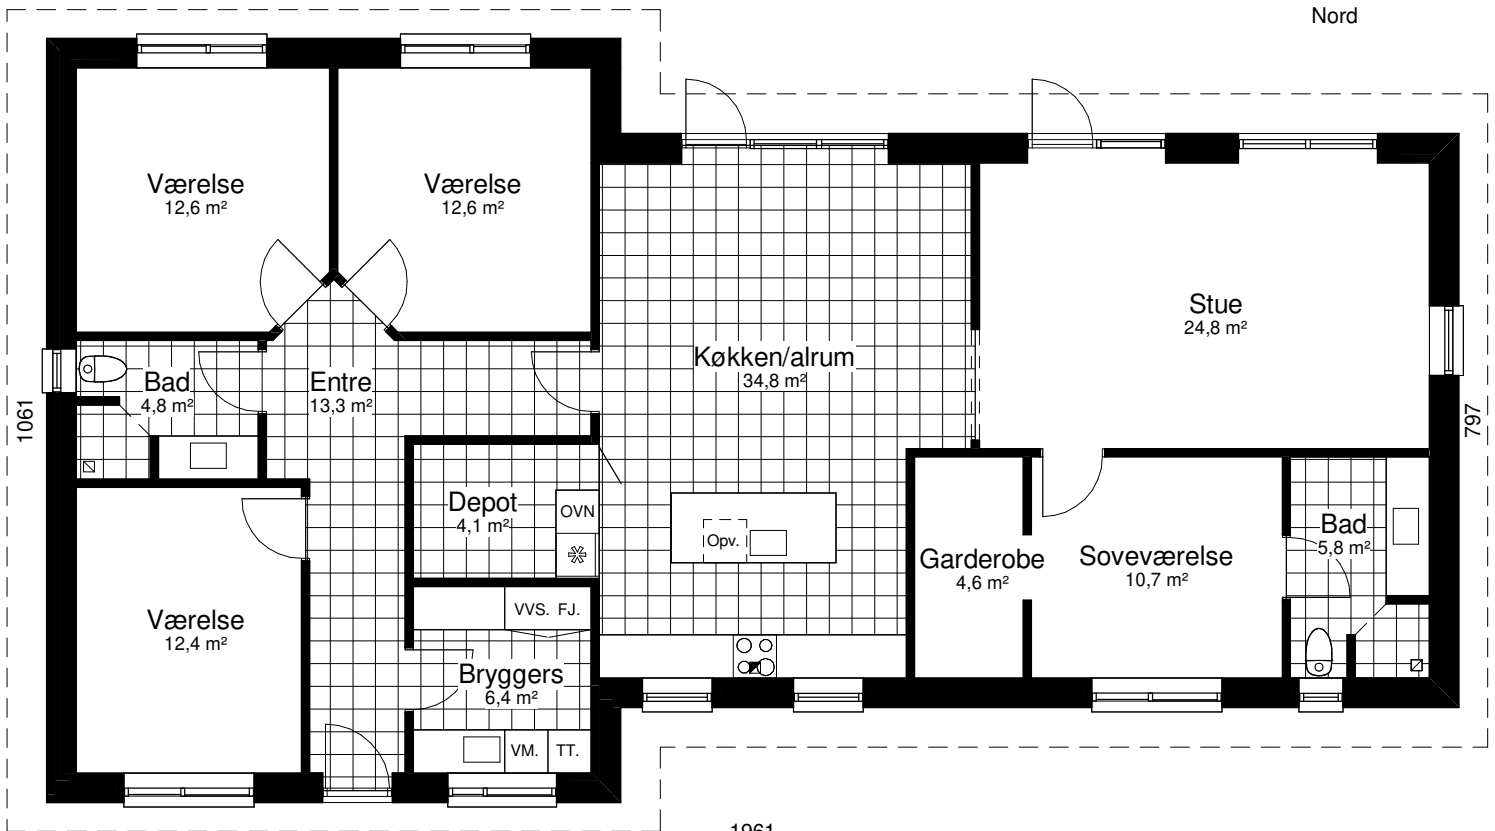 Nord
Værelse
12,6 m²
Værelse
12,6 m²
Stue
24,8 m²
Køkken/alrum
34,8 m²
Bad
4,8 m²
Entre
13,3 m²
1061
797
Depot
4,1 m²
OVN
Opv.
Garderobe
4,6 m²
Soveværelse
10,7 m²
Bad
5,8 m²
Værelse
12,4 m²
VVS. FJ.
Bryggers
6,4 m²
VM. TT.
1961